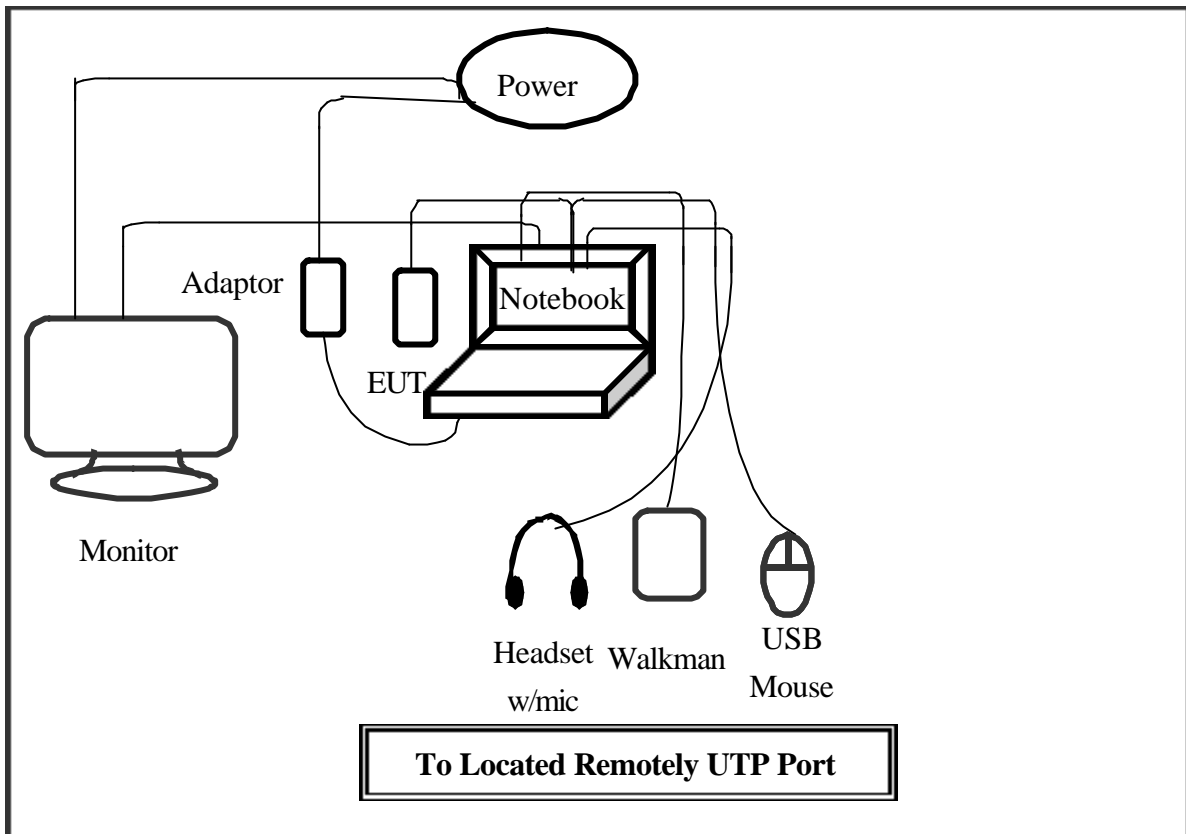 Power
Adaptor
Notebook
EUT
Monitor
Headset
w/mic
Walkman
USB
Mouse
To Located Remotely UTP Port